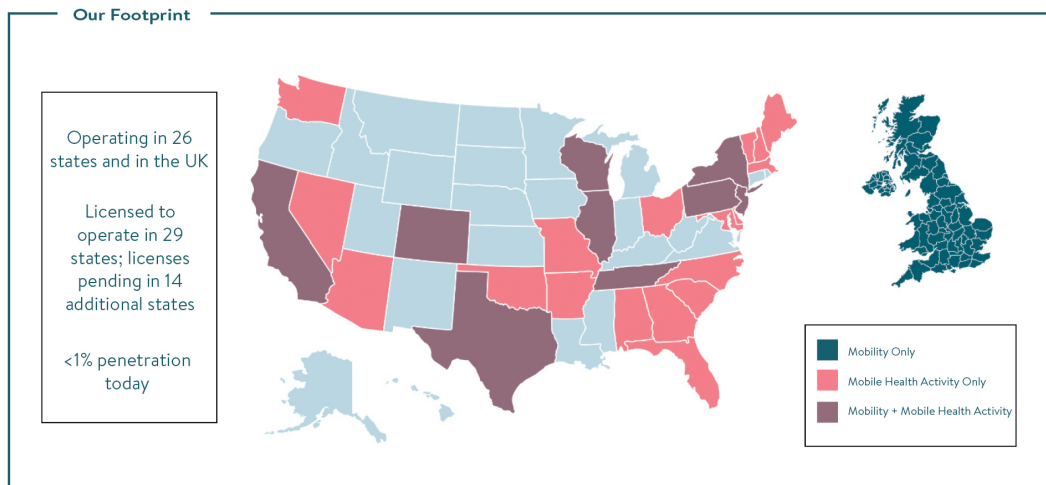 Our Footprint
Operating in 26
states and in the UK
Licensed to
operate in 29
states; licenses
pending in 14
additional states
<1% penetration
today
Mobility Only
Mobile Health Activity Only
Mobility + Mobile Health Activity